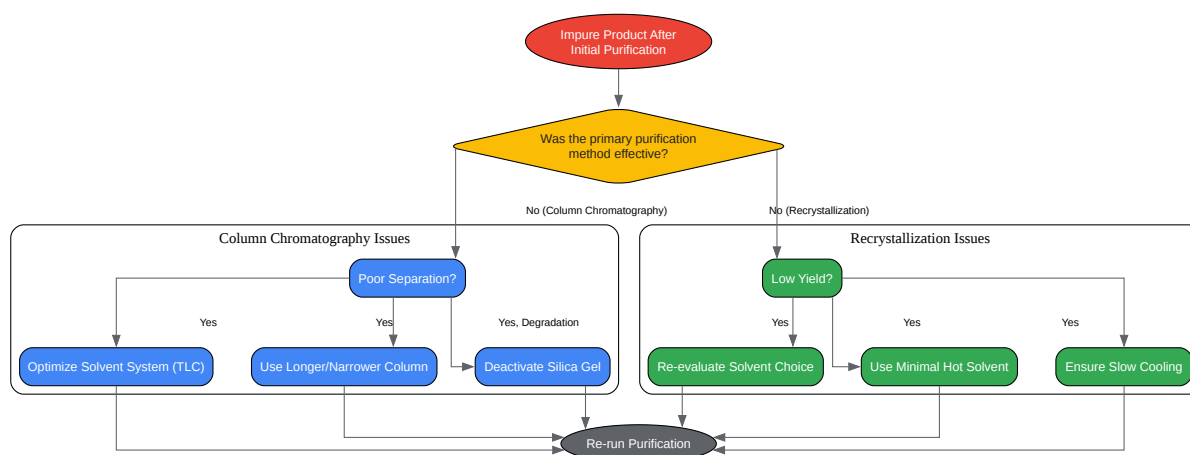 Impure Product After
Initial Purification
Was the primary purification
method effective?
No (Column Chromatography)
No (Recrystallization)
Column Chromatography Issues
Recrystallization Issues
Poor Separation?
Low Yield?
Yes
Yes
Yes, Degradation
Yes
Yes
Yes
Optimize Solvent System (TLC)
Use Longer/Narrower Column
Deactivate Silica Gel
Re-evaluate Solvent Choice
Use Minimal Hot Solvent
Ensure Slow Cooling
Re-run Purification